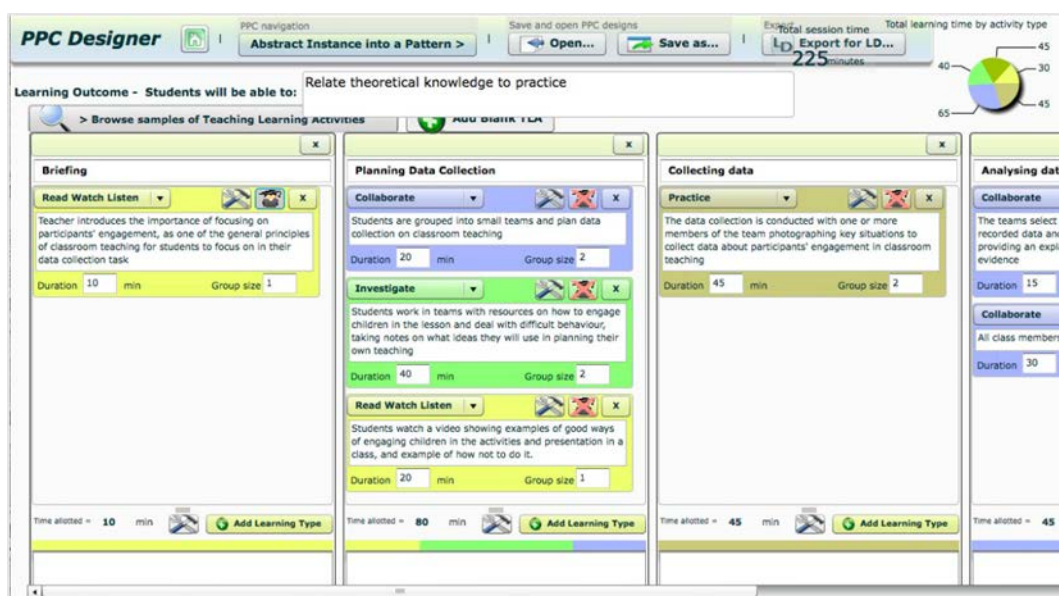 PPC Designer
PPC navigation
Abstract Instance into a Pattern >
Save and open PPC designs
Open...
Save as...
Export
Export for LD...
Total session time
225 minutes
Total learning time by activity type
45
30
45
65
40
Learning Outcome - Students will be able to:
Relate theoretical knowledge to practice
> Browse samples of Teaching Learning Activities
Add Blank TLA
x
Briefing
Read Watch Listen
x
Teacher introduces the importance of focusing on
participants' engagement, as one of the general principles
of classroom teaching for students to focus on in their
data collection task
Duration 10 min Group size 1
Time allotted = 10 min
Add Learning Type
x
Planning Data Collection
Collaborate
x
Students are grouped into small teams and plan data
collection on classroom teaching
Duration 20 min Group size 2
Investigate
x
Students work in teams with resources on how to engage
children in the lesson and deal with difficult behaviour,
taking notes on what ideas they will use in planning their
own teaching
Duration 40 min Group size 2
Read Watch Listen
x
Students watch a video showing examples of good ways
of engaging children in the activities and presentation in a
class, and example of how not to do it.
Duration 20 min Group size 1
Time allotted = 80 min
Add Learning Type
x
Collecting data
Practice
x
The data collection is conducted with one or more
members of the team photographing key situations to
collect data about participants' engagement in classroom
teaching
Duration 45 min Group size 2
Time allotted = 45 min
Add Learning Type
Analysing dat
Collaborate
The teams select
recorded data and
providing an expl
evidence
Duration 15
Collaborate
All class members
Duration 30
Time allotted = 45